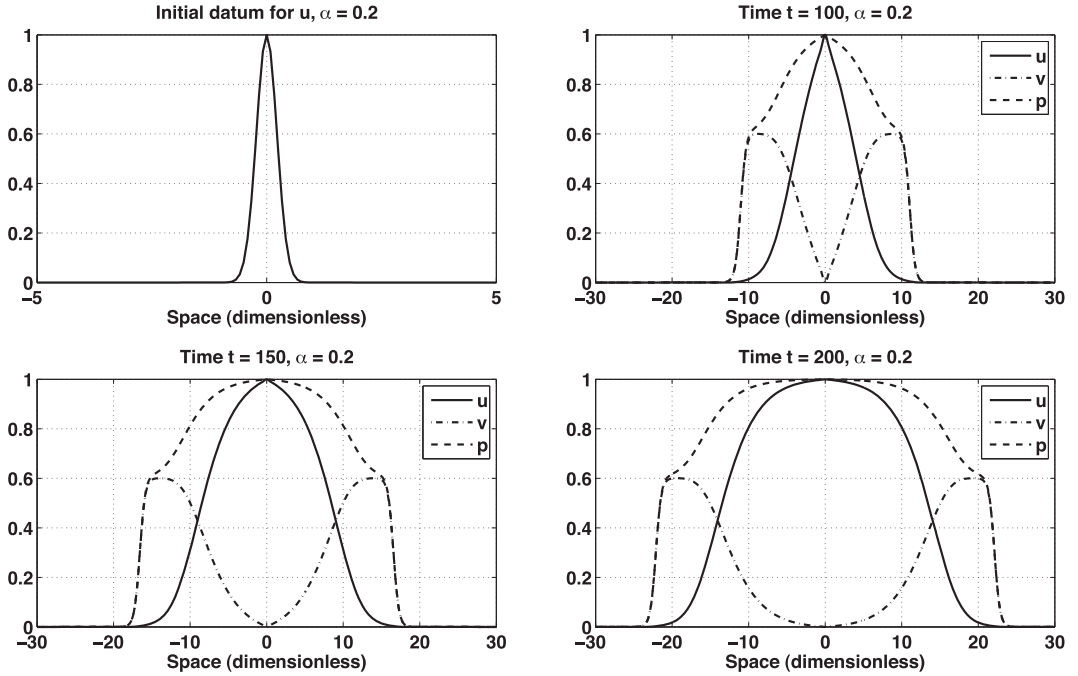 Initial datum for u, α = 0.2
1
0.8
0.6
0.4
0.2
0
−5
0
5
Space (dimensionless)
Time t = 100, α = 0.2
u
v
p
1
0.8
0.6
0.4
0.2
0
−30
−20
−10
0
10
20
30
Space (dimensionless)
Time t = 150, α = 0.2
u
v
p
1
0.8
0.6
0.4
0.2
0
−30
−20
−10
0
10
20
30
Space (dimensionless)
Time t = 200, α = 0.2
u
v
p
1
0.8
0.6
0.4
0.2
0
−30
−20
−10
0
10
20
30
Space (dimensionless)